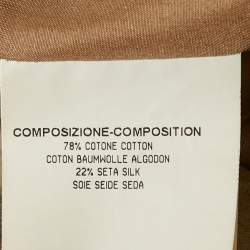 COMPOSIZIONE-COMPOSITION
78% COTONE COTTON
COTON BAUMWOLLE ALGODON
22% SETA SILK
SOIE SEIDE SEDA